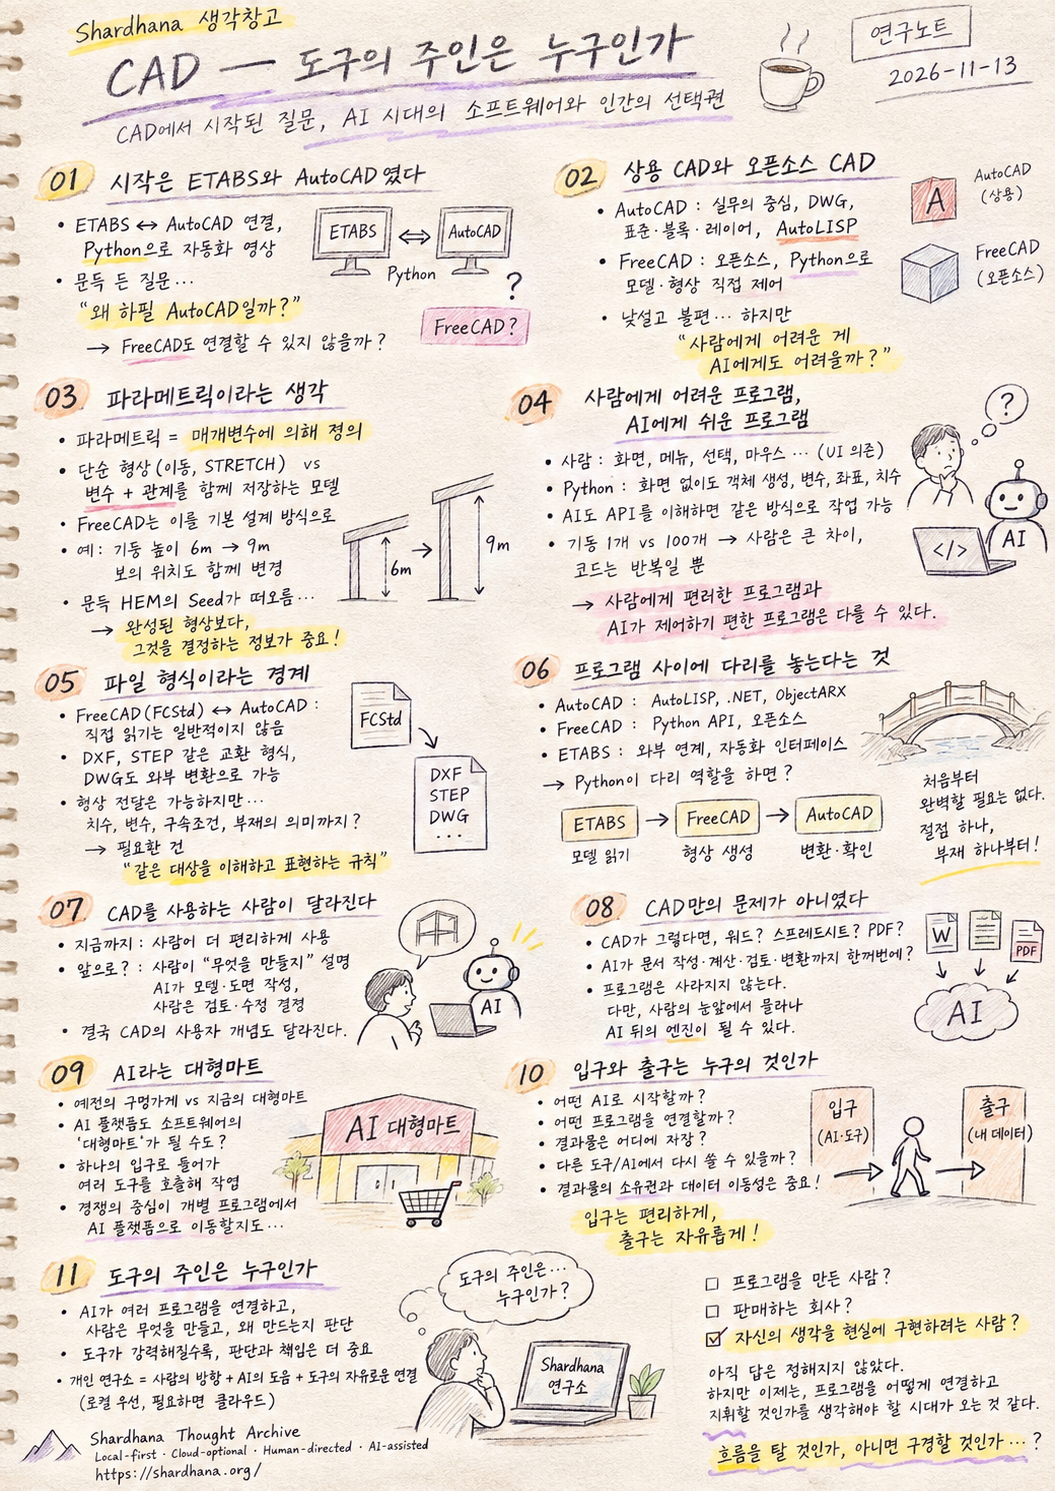 Shardhana 생각창고
CAD — 도구의 주인은 누구인가
CAD에서 시작된 질문, AI 시대의 소프트웨어와 인간의 선택권
연구노트
2026-11-13
01 시작은 ETABS와 AutoCAD였다
• ETABS ↔ AutoCAD 연결,
Python으로 자동화 영상
• 문득 든 질문…
“왜 하필 AutoCAD일까?”
→ FreeCAD도 연결할 수 있지 않을까?
ETABS ⇔ AutoCAD
Python
?
FreeCAD?
02 상용 CAD와 오픈소스 CAD
• AutoCAD : 실무의 중심, DWG,
표준·블록·레이어, AutoLISP
• FreeCAD : 오픈소스, Python으로
모델·형상 직접 제어
• 낯설고 불편… 하지만
“사람에게 어려운 게
AI에게도 어려울까?”
A
AutoCAD
(상용)
FreeCAD
(오픈소스)
03 파라메트릭이라는 생각
• 파라메트릭 = 매개변수에 의해 정의
• 단순 형상(이동, STRETCH) vs
변수 + 관계를 함께 저장하는 모델
• FreeCAD는 이를 기본 설계 방식으로
• 예: 기둥 높이 6m → 9m
보의 위치도 함께 변경
• 문득 HEM의 Seed가 떠오름…
→ 완성된 형상보다,
그것을 결정하는 정보가 중요!
6m → 9m
04 사람에게 어려운 프로그램,
AI에게 쉬운 프로그램
• 사람 : 화면, 메뉴, 선택, 마우스 … (UI 의존)
• Python : 화면 없이도 객체 생성, 변수, 좌표, 치수
• AI도 API를 이해하면 같은 방식으로 작업 가능
• 기둥 1개 vs 100개 → 사람은 큰 차이,
코드는 반복일 뿐
→ 사람에게 편리한 프로그램과
AI가 제어하기 편한 프로그램은 다를 수 있다.
?
</>
AI
05 파일 형식이라는 경계
• FreeCAD(FCStd) ↔ AutoCAD :
직접 읽기는 일반적이지 않음
• DXF, STEP 같은 교환 형식,
DWG도 외부 변환으로 가능
• 형상 전달은 가능하지만…
치수, 변수, 구속조건, 부재의 의미까지?
→ 필요한 건
“같은 대상을 이해하고 표현하는 규칙”
FCStd
DXF
STEP
DWG
...
06 프로그램 사이에 다리를 놓는다는 것
• AutoCAD : AutoLISP, .NET, ObjectARX
• FreeCAD : Python API, 오픈소스
• ETABS : 외부 연계, 자동화 인터페이스
→ Python이 다리 역할을 하면?
ETABS → FreeCAD → AutoCAD
모델 읽기 형상 생성 변환·확인
처음부터
완벽할 필요는 없다.
절점 하나,
부재 하나부터!
07 CAD를 사용하는 사람이 달라진다
• 지금까지 : 사람이 더 편리하게 사용
• 앞으로? : 사람이 “무엇을 만들지” 설명
AI가 모델·도면 작성,
사람은 검토·수정 결정
• 결국 CAD의 사용자 개념도 달라진다.
AI
08 CAD만의 문제가 아니였다
• CAD가 그렇다면, 워드? 스프레드시트? PDF?
• AI가 문서 작성·계산·검토·변환까지 한꺼번에?
• 프로그램은 사라지지 않는다.
다만, 사람의 눈앞에서 물러나
AI 뒤의 엔진이 될 수 있다.
W
PDF
AI
09 AI라는 대형마트
• 예전의 구멍가게 vs 지금의 대형마트
• AI 플랫폼도 소프트웨어의
‘대형마트’가 될 수도?
• 하나의 입구로 들어가
여러 도구를 호출해 작업
• 경쟁의 중심이 개별 프로그램에서
AI 플랫폼으로 이동할지도…
AI 대형마트
10 입구와 출구는 누구의 것인가
• 어떤 AI로 시작할까?
• 어떤 프로그램을 연결할까?
• 결과물은 어디에 저장?
• 다른 도구/AI에서 다시 쓸 수 있을까?
• 결과물의 소유권과 데이터 이동성은 중요!
입구는 편리하게,
출구는 자유롭게!
입구
(AI·도구)
출구
(내 데이터)
11 도구의 주인은 누구인가
• AI가 여러 프로그램을 연결하고,
사람은 무엇을 만들고, 왜 만드는지 판단
• 도구가 강력해질수록, 판단과 책임은 더 중요
• 개인 연구소 = 사람의 방향 + AI의 도움 + 도구의 자유로운 연결
(로컬 우선, 필요하면 클라우드)
도구의 주인은…
누구인가?
Shardhana
연구소
□ 프로그램을 만든 사람?
□ 판매하는 회사?
☑ 자신의 생각을 현실에 구현하려는 사람?
아직 답은 정해지지 않았다.
하지만 이제는, 프로그램을 어떻게 연결하고
지휘할 것인가를 생각해야 할 시대가 오는 것 같다.
흐름을 탈 것인가, 아니면 구경할 것인가…?
Shardhana Thought Archive
Local-first · Cloud-optional · Human-directed · AI-assisted
https://shardhana.org/